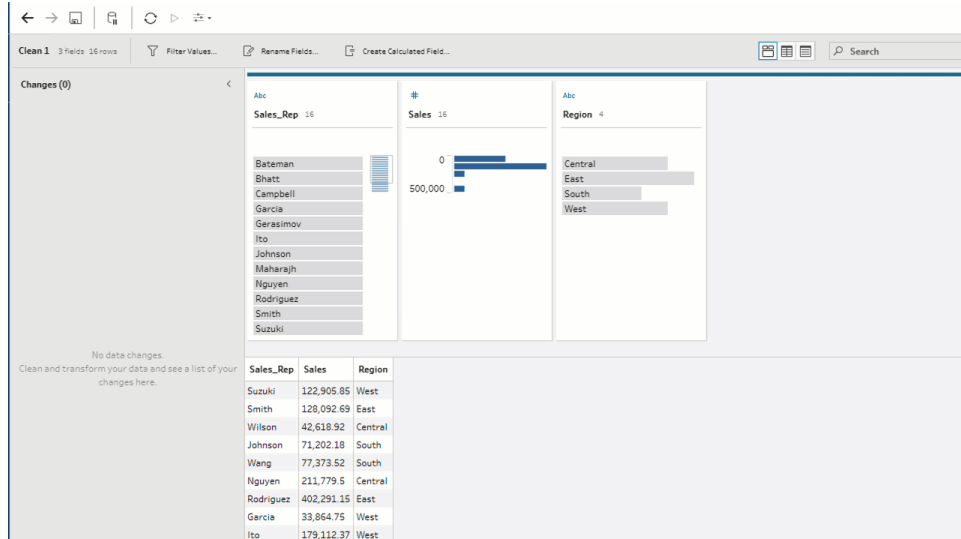 Clean 1 3 fields 16 rows Filter Values... Rename Fields... Create Calculated Field... Search
Changes (0)
No data changes.
Clean and transform your data and see a list of your
changes here.
Abc
Sales_Rep 16
Bateman
Bhatt
Campbell
Garcia
Gerasimov
Ito
Johnson
Maharajh
Nguyen
Rodriguez
Smith
Suzuki
#
Sales 16
0
500,000
Abc
Region 4
Central
East
South
West
Sales_Rep Sales Region
Suzuki 122,905.85 West
Smith 128,092.69 East
Wilson 42,618.92 Central
Johnson 71,202.18 South
Wang 77,373.52 South
Nguyen 211,779.5 Central
Rodriguez 402,291.15 East
Garcia 33,864.75 West
Ito 179,112.37 West